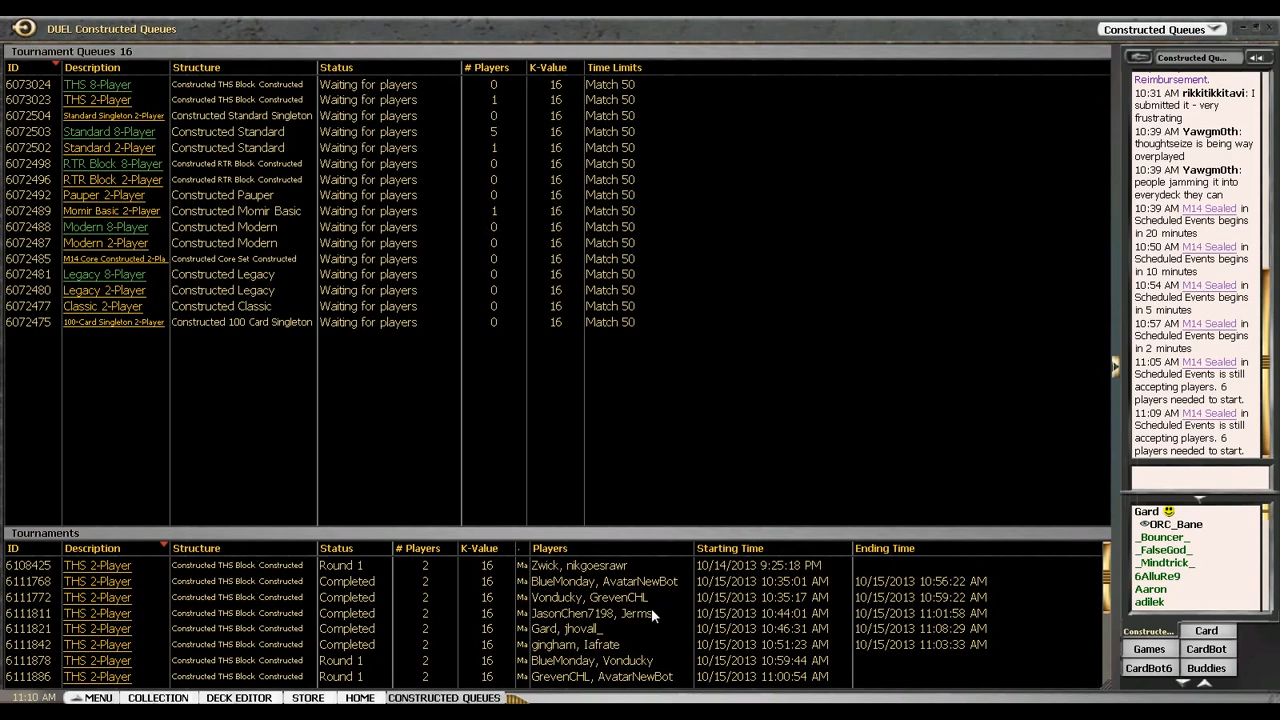 DUEL Constructed Queues
Constructed Queues
Tournament Queues 16
ID Description Structure Status # Players K-Value Time Limits
6073024 THS 8-Player Constructed THS Block Constructed Waiting for players 0 16 Match 50
6073023 THS 2-Player Constructed THS Block Constructed Waiting for players 1 16 Match 50
6072504 Standard Singleton 2-Player Constructed Standard Singleton Waiting for players 0 16 Match 50
6072503 Standard 8-Player Constructed Standard Waiting for players 5 16 Match 50
6072502 Standard 2-Player Constructed Standard Waiting for players 1 16 Match 50
6072498 RTR Block 8-Player Constructed RTR Block Constructed Waiting for players 0 16 Match 50
6072496 RTR Block 2-Player Constructed RTR Block Constructed Waiting for players 0 16 Match 50
6072492 Pauper 2-Player Constructed Pauper Waiting for players 0 16 Match 50
6072489 Momir Basic 2-Player Constructed Momir Basic Waiting for players 1 16 Match 50
6072488 Modern 8-Player Constructed Modern Waiting for players 0 16 Match 50
6072487 Modern 2-Player Constructed Modern Waiting for players 0 16 Match 50
6072485 M14 Core Constructed 2-Pla Constructed Core Set Constructed Waiting for players 0 16 Match 50
6072481 Legacy 8-Player Constructed Legacy Waiting for players 0 16 Match 50
6072480 Legacy 2-Player Constructed Legacy Waiting for players 0 16 Match 50
6072477 Classic 2-Player Constructed Classic Waiting for players 0 16 Match 50
6072475 100-Card Singleton 2-Player Constructed 100 Card Singleton Waiting for players 0 16 Match 50
Tournaments
ID Description Structure Status # Players K-Value . Players Starting Time Ending Time
6108425 THS 2-Player Constructed THS Block Constructed Round 1 2 16 Ma Zwick, nikgoesrawr 10/14/2013 9:25:18 PM
6111768 THS 2-Player Constructed THS Block Constructed Completed 2 16 Ma BlueMonday, AvatarNewBot 10/15/2013 10:35:01 AM 10/15/2013 10:56:22 AM
6111772 THS 2-Player Constructed THS Block Constructed Completed 2 16 Ma Vonducky, GrevenCHL 10/15/2013 10:35:17 AM 10/15/2013 10:59:22 AM
6111811 THS 2-Player Constructed THS Block Constructed Completed 2 16 Ma JasonChen7198, Jerms 10/15/2013 10:44:01 AM 10/15/2013 11:01:58 AM
6111821 THS 2-Player Constructed THS Block Constructed Completed 2 16 Ma Gard, jhovall_ 10/15/2013 10:46:31 AM 10/15/2013 11:08:29 AM
6111842 THS 2-Player Constructed THS Block Constructed Completed 2 16 Ma gingham, Iafrate 10/15/2013 10:51:23 AM 10/15/2013 11:03:33 AM
6111878 THS 2-Player Constructed THS Block Constructed Round 1 2 16 Ma BlueMonday, Vonducky 10/15/2013 10:59:44 AM
6111886 THS 2-Player Constructed THS Block Constructed Round 1 2 16 Ma GrevenCHL, AvatarNewBot 10/15/2013 11:00:54 AM
Constructed Qu...
Reimbursement.
10:31 AM rikkitikkitavi: I
submitted it - very
frustrating
10:39 AM Yawgm0th:
thoughtseize is being way
overplayed
10:39 AM Yawgm0th:
people jamming it into
everydeck they can
10:39 AM M14 Sealed in
Scheduled Events begins
in 20 minutes
10:50 AM M14 Sealed in
Scheduled Events begins
in 10 minutes
10:54 AM M14 Sealed in
Scheduled Events begins
in 5 minutes
10:57 AM M14 Sealed in
Scheduled Events begins
in 2 minutes
11:05 AM M14 Sealed in
Scheduled Events is still
accepting players. 6
players needed to start.
11:09 AM M14 Sealed in
Scheduled Events is still
accepting players. 6
players needed to start.
Gard
ORC_Bane
_Bouncer_
_FalseGod_
_Mindtrick_
6AlluRe9
Aaron
adilek
Constructe... Card
Games CardBot
CardBot6 Buddies
11:10 AM MENU COLLECTION DECK EDITOR STORE HOME CONSTRUCTED QUEUES